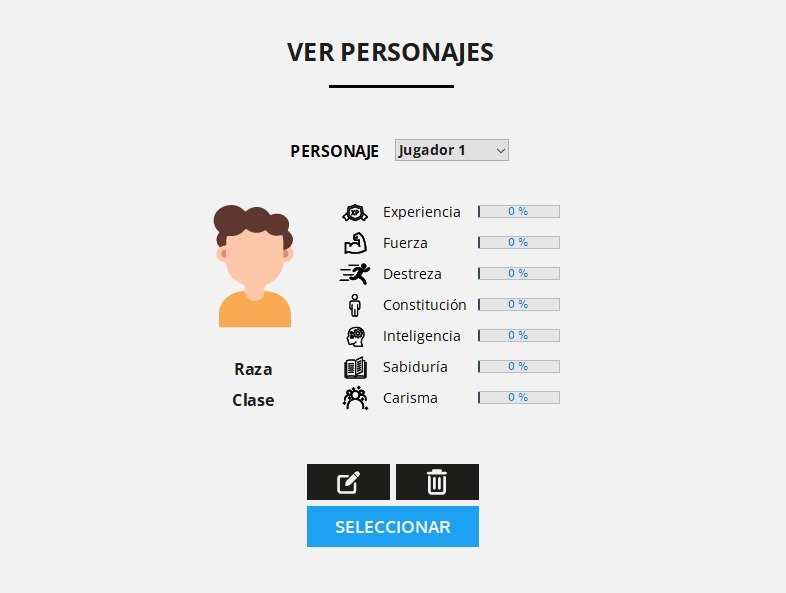 VER PERSONAJES
PERSONAJE Jugador 1
XP Experiencia 0 %
Fuerza 0 %
Destreza 0 %
Constitución 0 %
Inteligencia 0 %
Sabiduría 0 %
Carisma 0 %
Raza
Clase
SELECCIONAR